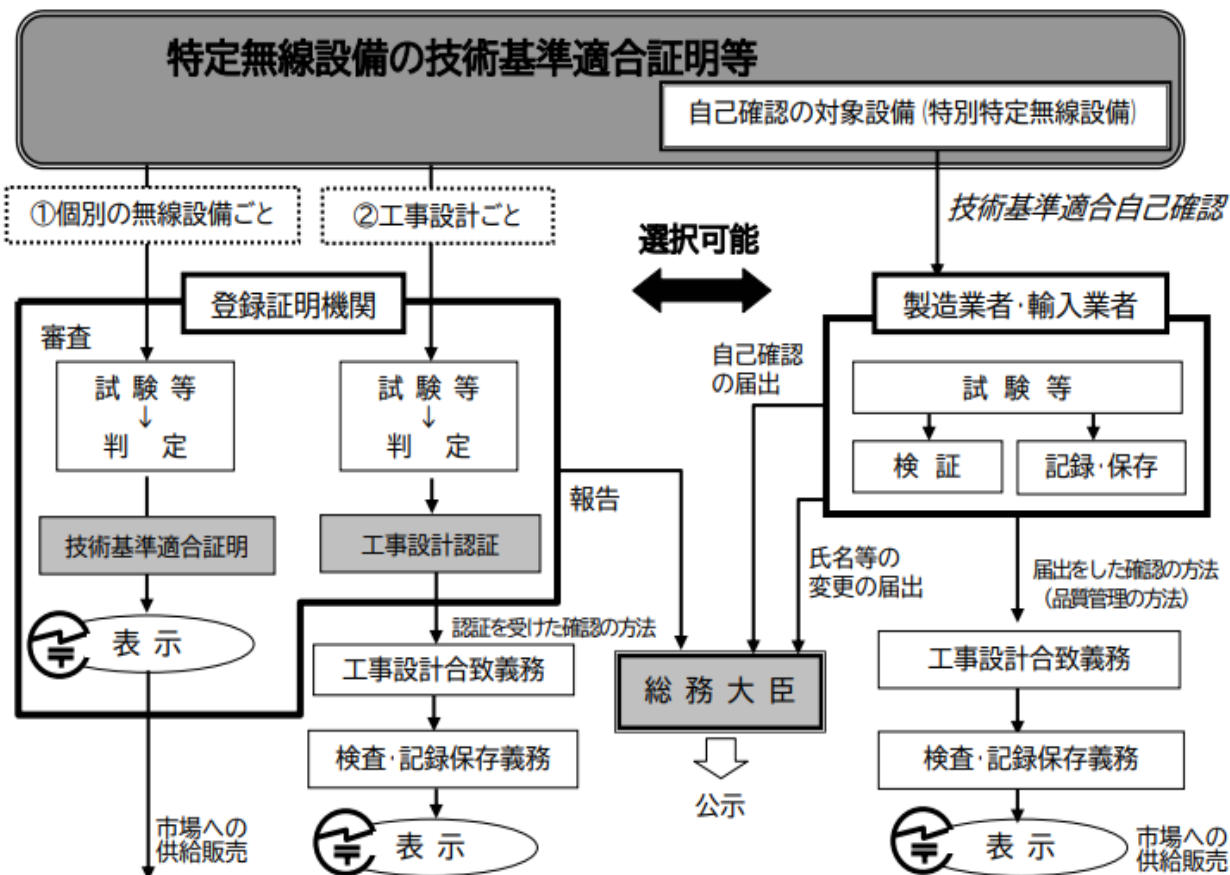 特定無線設備の技術基準適合証明等
自己確認の対象設備(特別特定無線設備)
①個別の無線設備ごと
②工事設計ごと
技術基準適合自己確認
選択可能
登録証明機関
製造業者・輸入業者
審査
試験等
↓
判定
試験等
↓
判定
自己確認
の届出
試験等
検証
記録・保存
報告
技術基準適合証明
工事設計認証
氏名等の
変更の届出
届出をした確認の方法
(品質管理の方法)
表示
認証を受けた確認の方法
工事設計合致義務
総務大臣
工事設計合致義務
検査・記録保存義務
公示
検査・記録保存義務
市場への
供給販売
表示
表示
市場への
供給販売